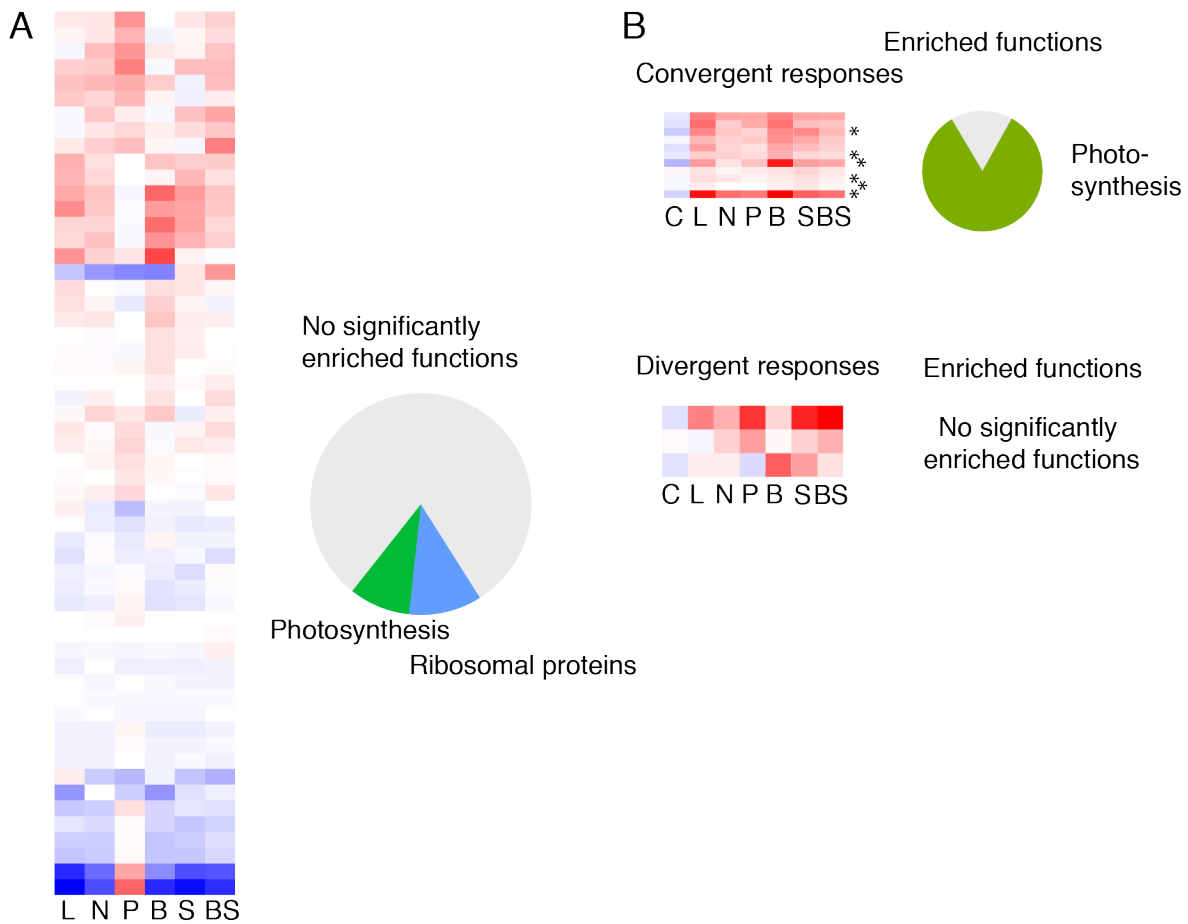 A
L N P B S BS
No significantly
enriched functions
Photosynthesis
Ribosomal proteins
B
Enriched functions
Convergent responses
*
*
*
*
*
*
C L N P B S BS
Photo-
synthesis
Divergent responses
Enriched functions
C L N P B S BS
No significantly
enriched functions